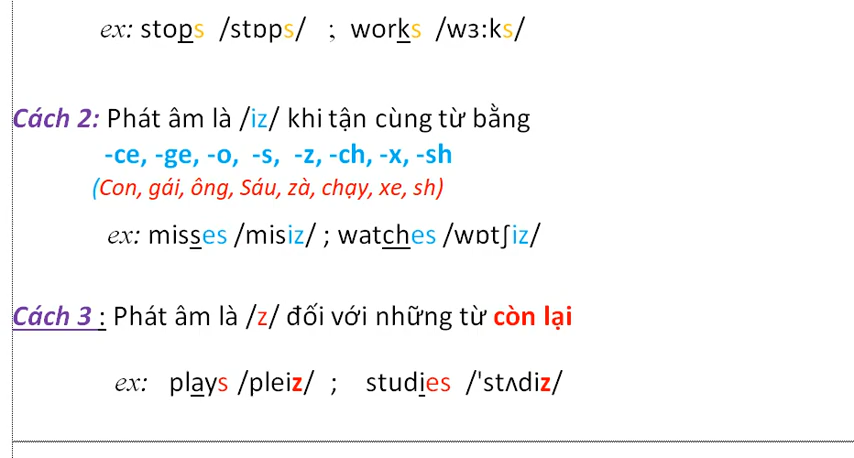 ex: stops /stɒps/ ; works /wɜ:ks/
Cách 2: Phát âm là /iz/ khi tận cùng từ bằng
-ce, -ge, -o, -s, -z, -ch, -x, -sh
(Con, gái, ông, Sáu, zà, chạy, xe, sh)
ex: misses /misiz/ ; watches /wɒtʃiz/
Cách 3 : Phát âm là /z/ đối với những từ còn lại
ex: plays /pleiz/ ; studies /'stʌdiz/